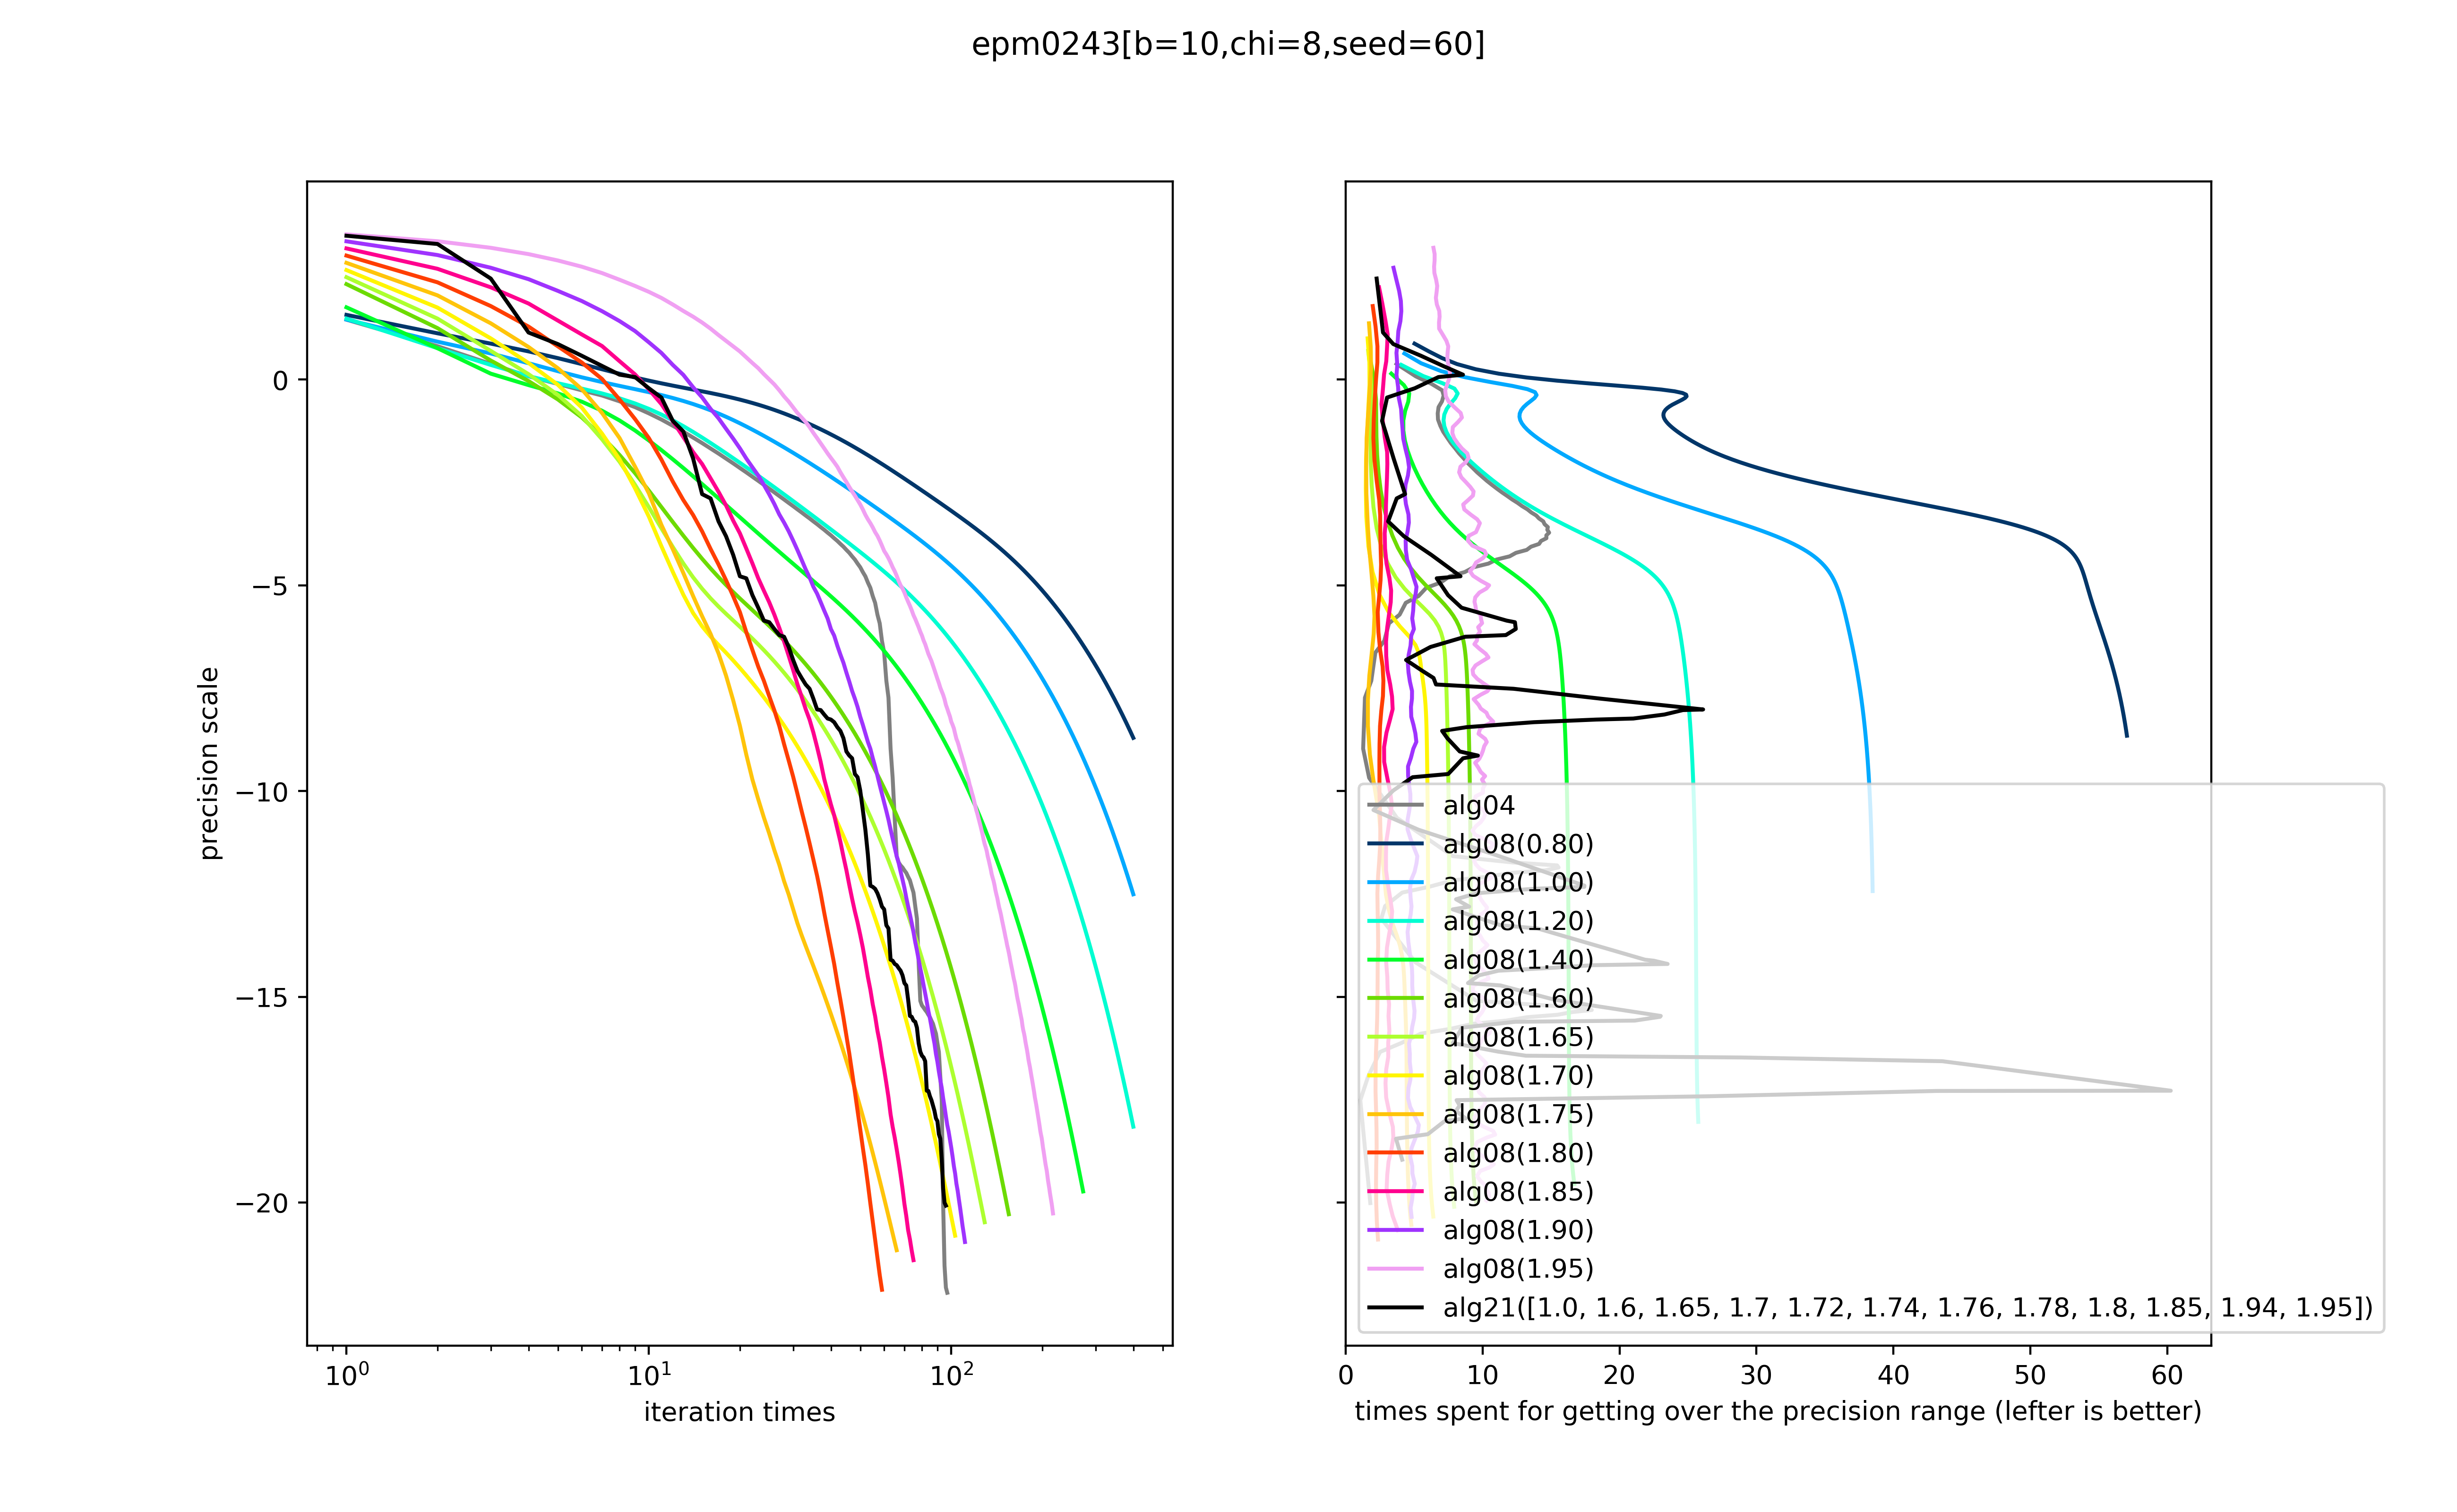 epm0243[b=10,chi=8,seed=60]
precision scale
0
−5
−10
−15
−20
10⁰
10¹
10²
iteration times
alg04
alg08(0.80)
alg08(1.00)
alg08(1.20)
alg08(1.40)
alg08(1.60)
alg08(1.65)
alg08(1.70)
alg08(1.75)
alg08(1.80)
alg08(1.85)
alg08(1.90)
alg08(1.95)
alg21([1.0, 1.6, 1.65, 1.7, 1.72, 1.74, 1.76, 1.78, 1.8, 1.85, 1.94, 1.95])
0
10
20
30
40
50
60
times spent for getting over the precision range (lefter is better)